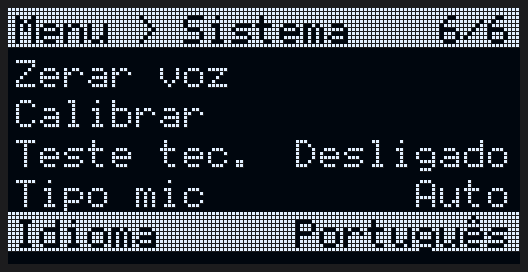 Menu > Sistema 6/6
Zerar voz
Calibrar
Teste tec. Desligado
Tipo mic Auto
Idioma Português